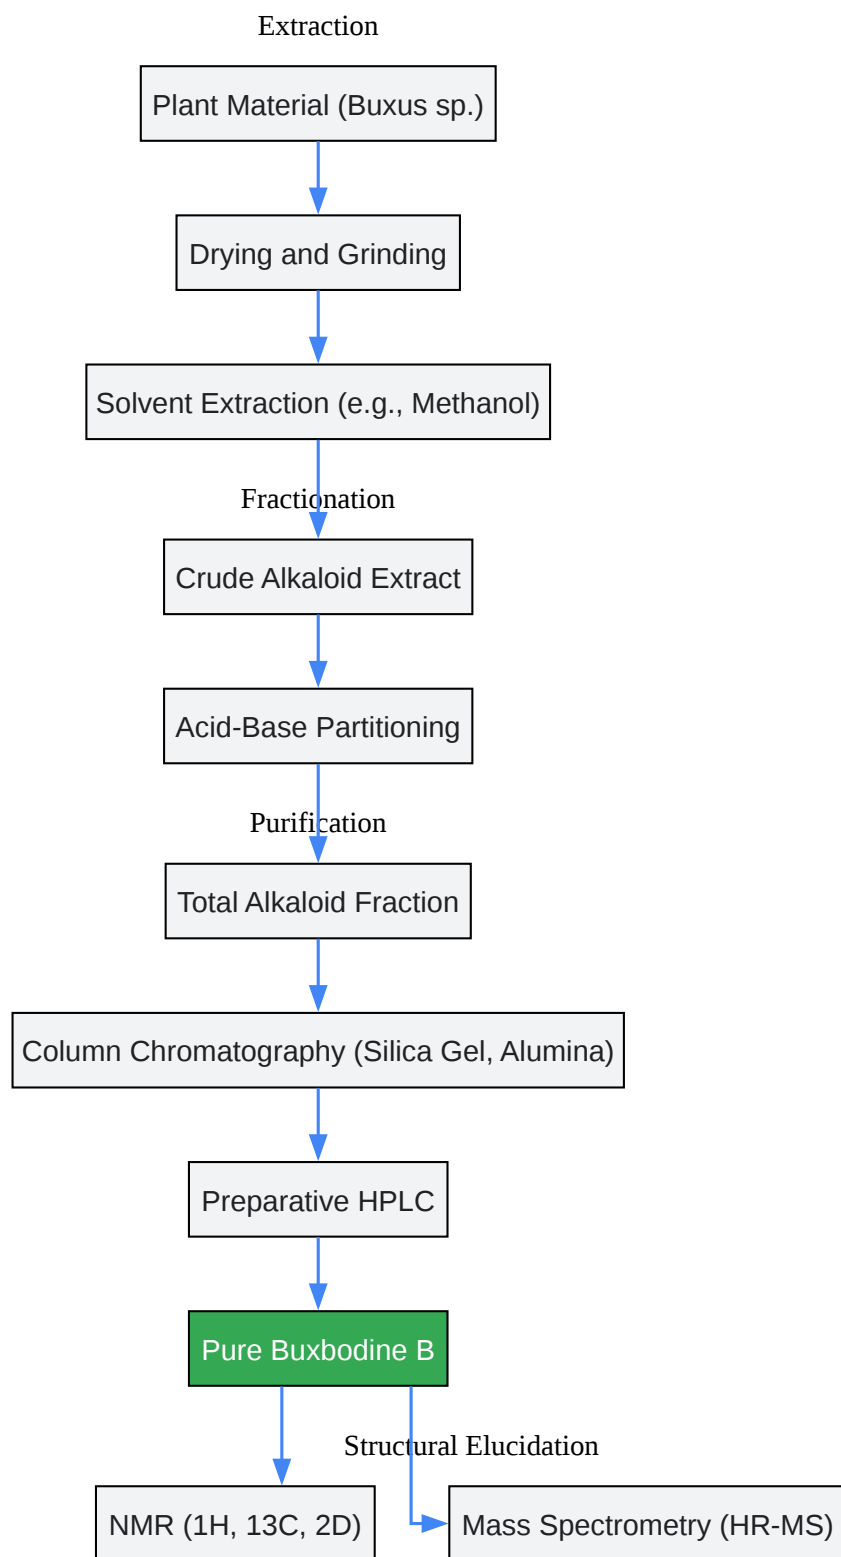 Extraction
Plant Material (Buxus sp.)
Drying and Grinding
Solvent Extraction (e.g., Methanol)
Fractionation
Crude Alkaloid Extract
Acid-Base Partitioning
Purification
Total Alkaloid Fraction
Column Chromatography (Silica Gel, Alumina)
Preparative HPLC
Pure Buxbodine B
Structural Elucidation
NMR (1H, 13C, 2D)
Mass Spectrometry (HR-MS)